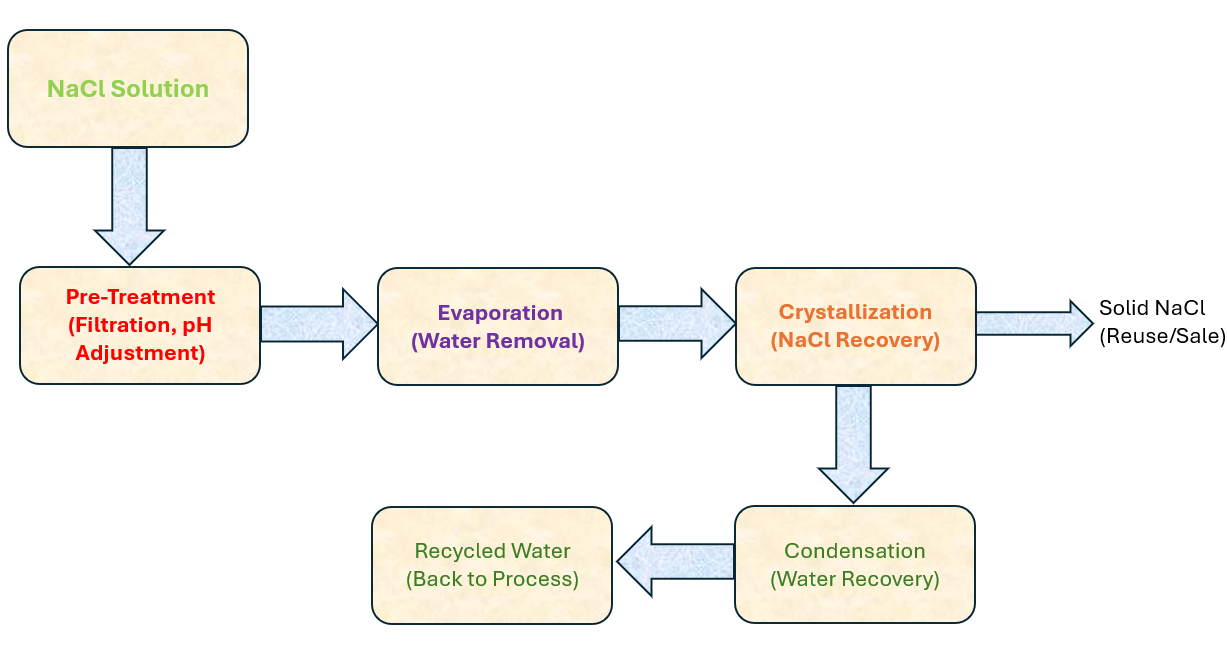 NaCl Solution
Pre-Treatment
(Filtration, pH
Adjustment)
Evaporation
(Water Removal)
Crystallization
(NaCl Recovery)
Solid NaCl
(Reuse/Sale)
Recycled Water
(Back to Process)
Condensation
(Water Recovery)